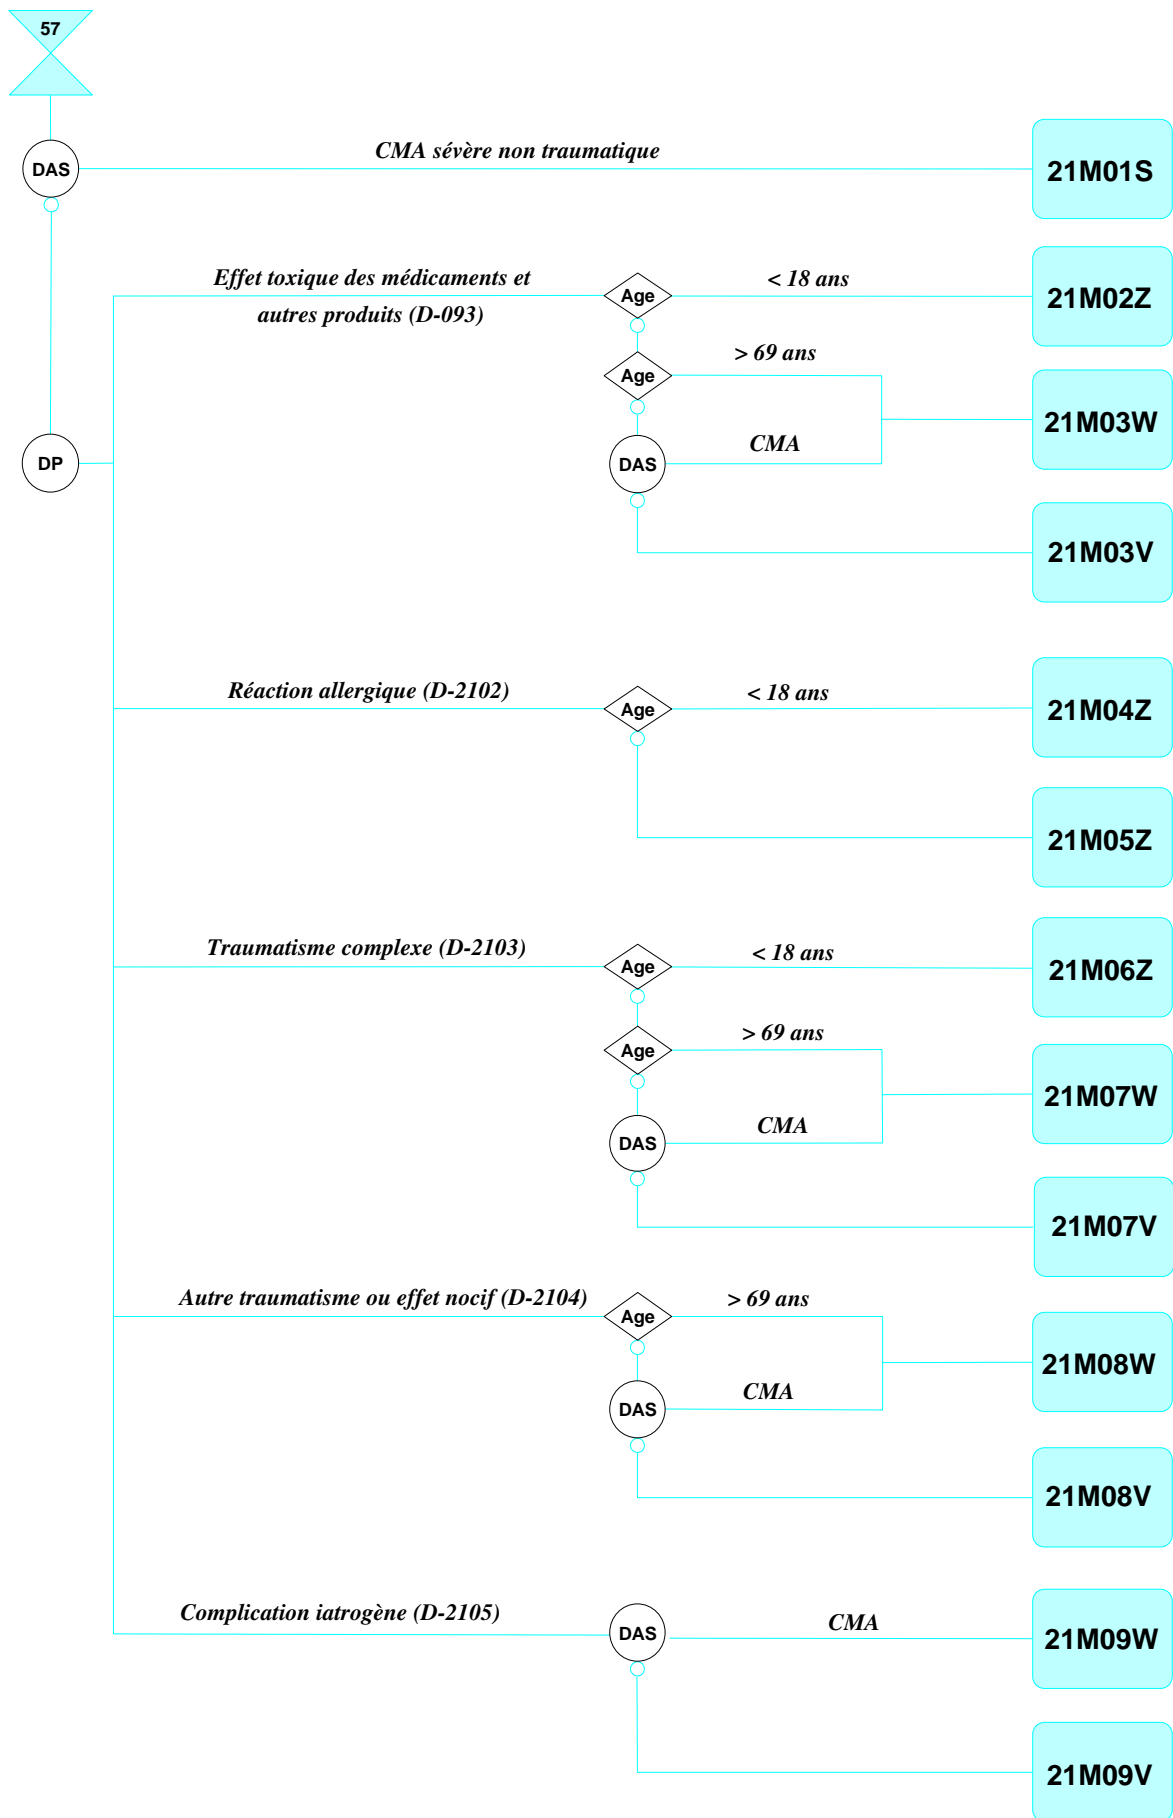 57
DAS
CMA sévère non traumatique
21M01S
Effet toxique des médicaments et
autres produits (D-093)
Age
< 18 ans
21M02Z
Age
> 69 ans
21M03W
DP
DAS
CMA
21M03V
Réaction allergique (D-2102)
Age
< 18 ans
21M04Z
21M05Z
Traumatisme complexe (D-2103)
Age
< 18 ans
21M06Z
Age
> 69 ans
21M07W
DAS
CMA
21M07V
Autre traumatisme ou effet nocif (D-2104)
Age
> 69 ans
21M08W
DAS
CMA
21M08V
Complication iatrogène (D-2105)
DAS
CMA
21M09W
21M09V